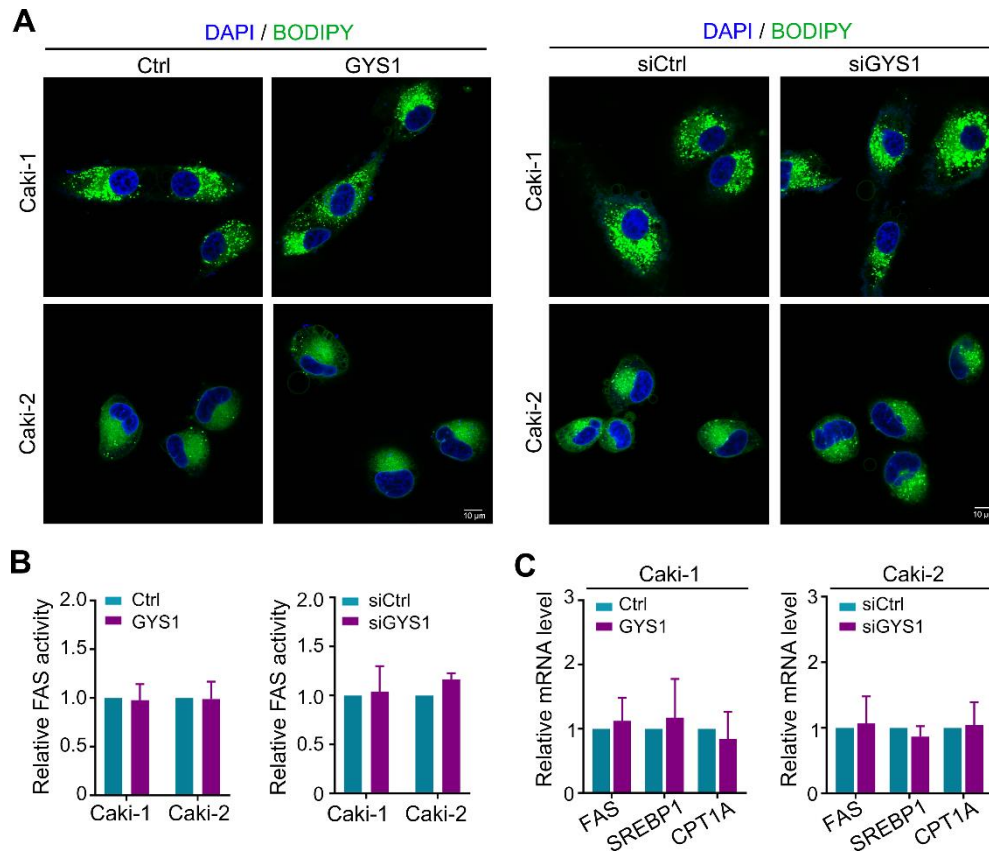 A
DAPI / BODIPY
Ctrl GYS1
Caki-1
Caki-2
10 µm
DAPI / BODIPY
siCtrl siGYS1
Caki-1
Caki-2
10 µm
B
Relative FAS activity
2.0
1.5
1.0
0.5
0
Ctrl
GYS1
Caki-1 Caki-2
Relative FAS activity
2.0
1.5
1.0
0.5
0
siCtrl
siGYS1
Caki-1 Caki-2
C
Caki-1
Relative mRNA level
3
2
1
0
Ctrl
GYS1
FAS SREBP1 CPT1A
Caki-2
Relative mRNA level
3
2
1
0
siCtrl
siGYS1
FAS SREBP1 CPT1A